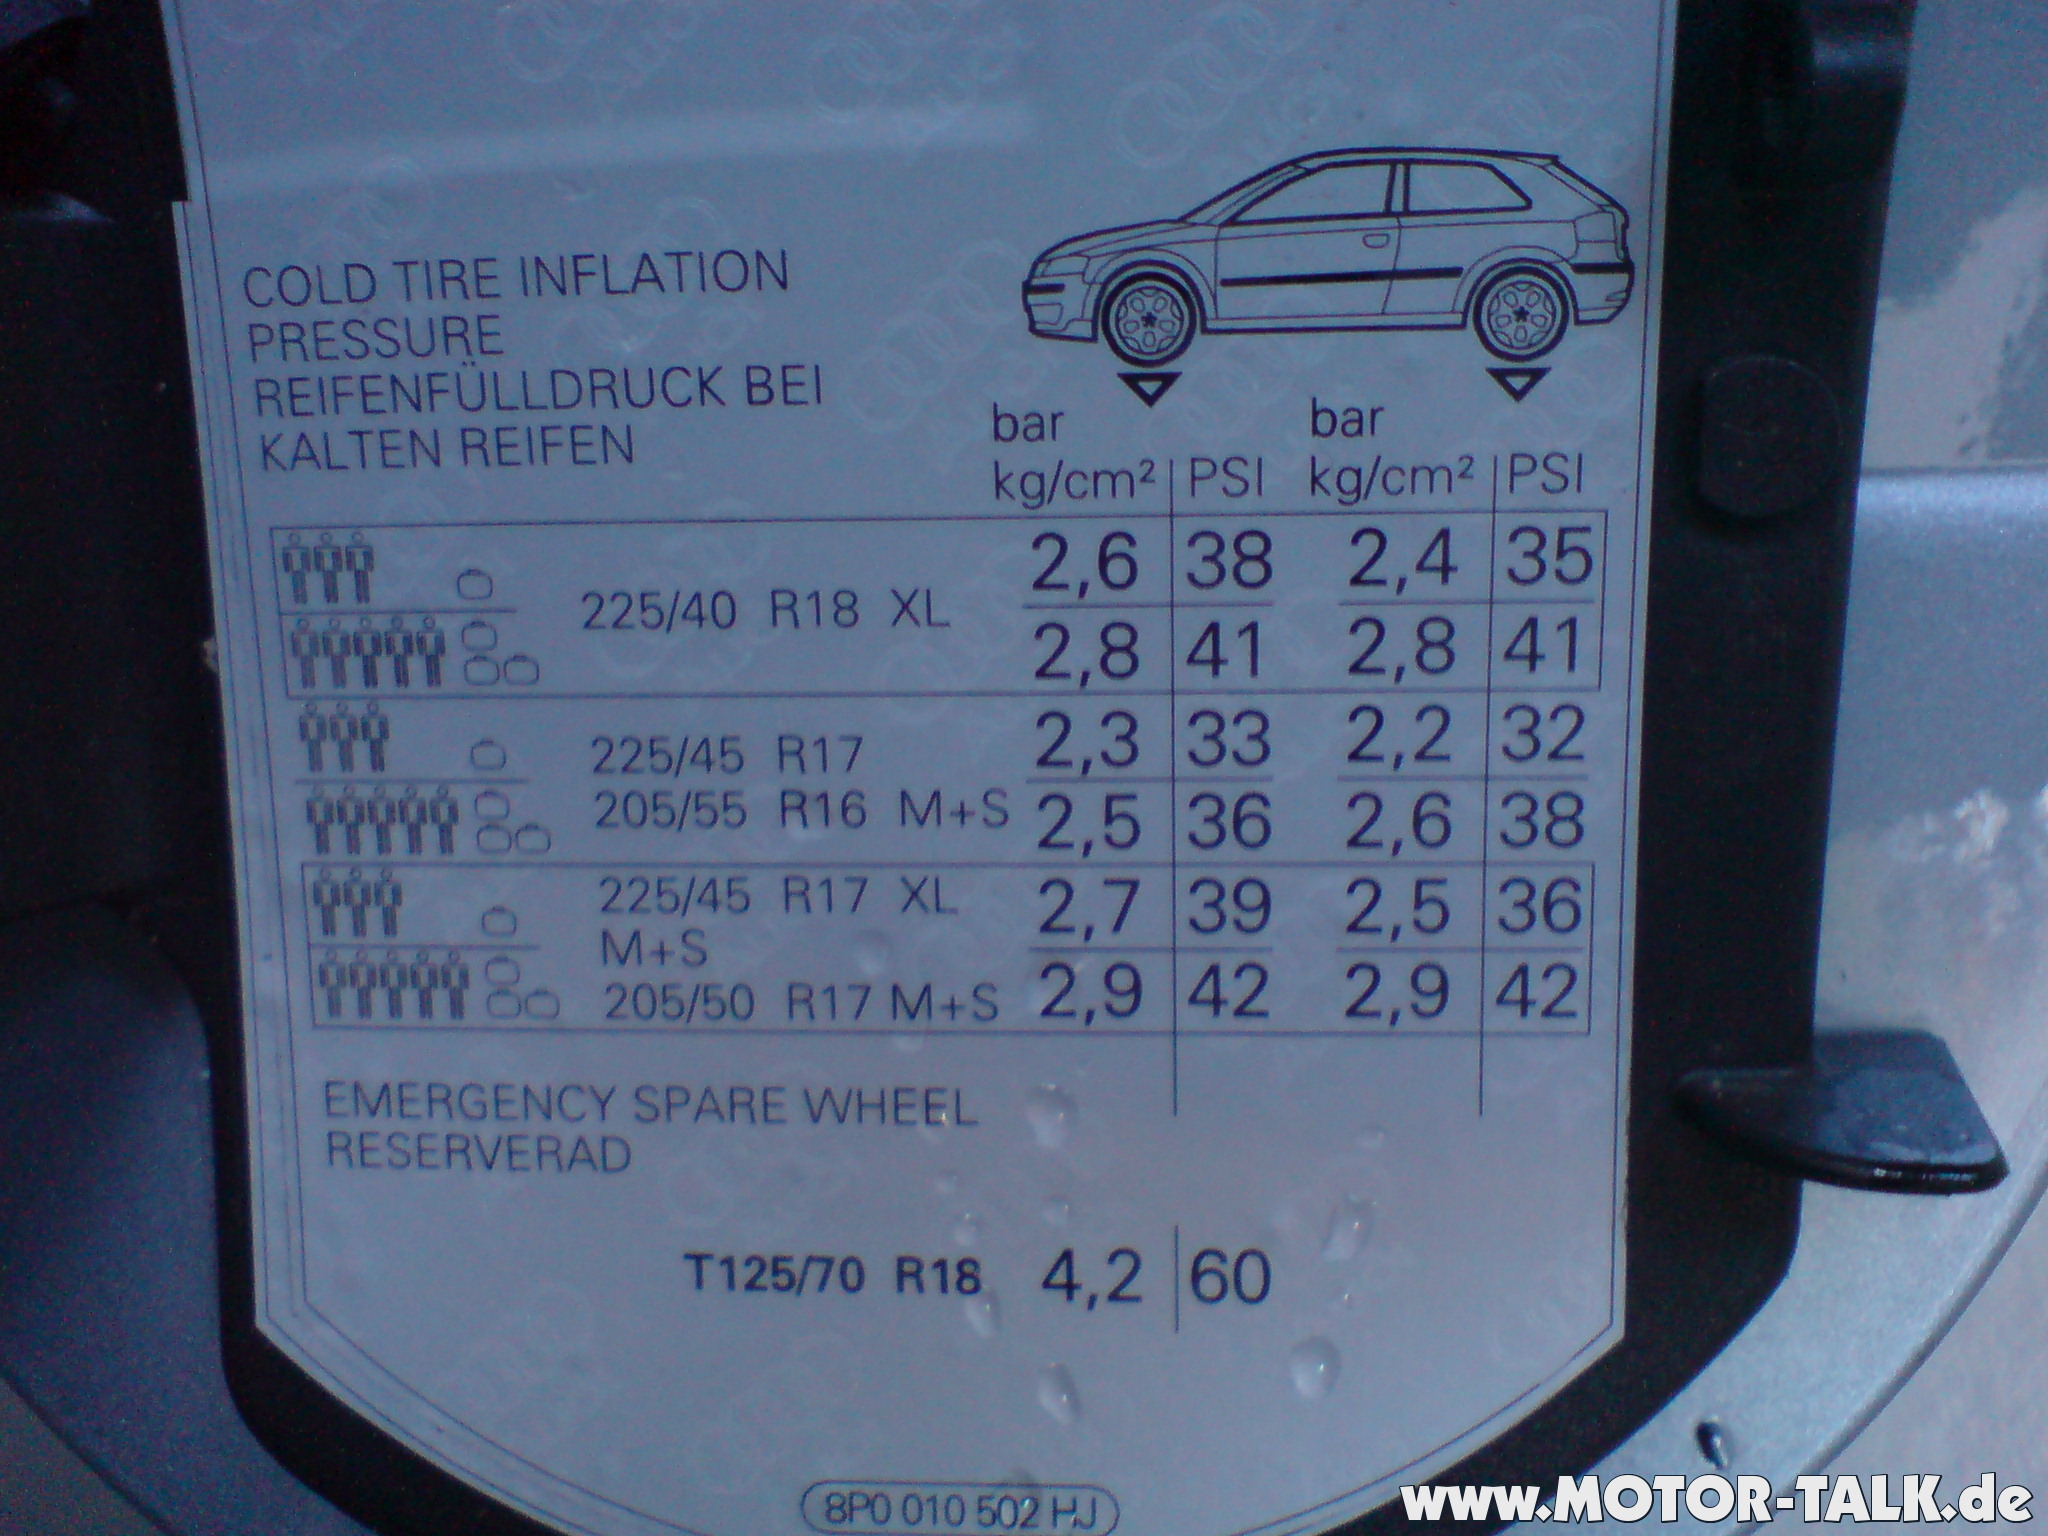 COLD TIRE INFLATION
PRESSURE
REIFENFÜLLDRUCK BEI
KALTEN REIFEN
bar bar
kg/cm² PSI kg/cm² PSI
2,6 38 2,4 35
225/40 R18 XL
2,8 41 2,8 41
2,3 33 2,2 32
225/45 R17
205/55 R16 M+S 2,5 36 2,6 38
225/45 R17 XL 2,7 39 2,5 36
M+S
205/50 R17 M+S 2,9 42 2,9 42
EMERGENCY SPARE WHEEL
RESERVERAD
T125/70 R18 4,2 60
8P0 010 502 HJ
www.MOTOR-TALK.de